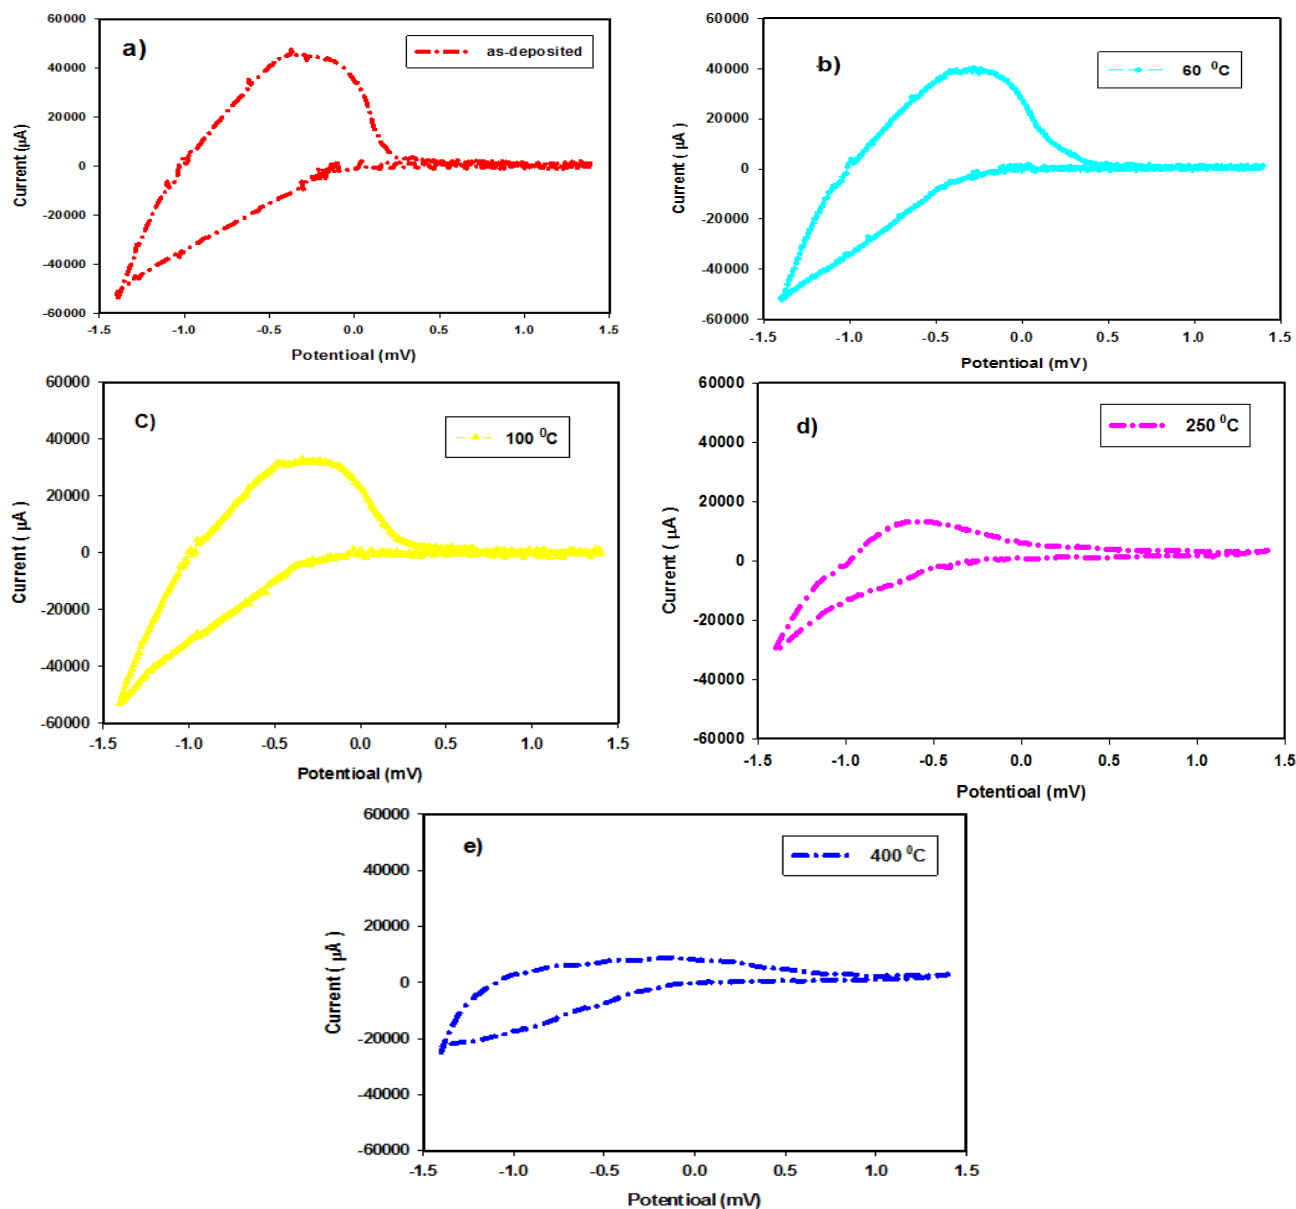 a)
as-deposited
60000
40000
20000
0
-20000
-40000
-60000
Current (µA)
-1.5 -1.0 -0.5 0.0 0.5 1.0 1.5
Potentioal (mV)
b)
60 ⁰C
60000
40000
20000
0
-20000
-40000
-60000
Current ( µA )
-1.5 -1.0 -0.5 0.0 0.5 1.0 1.5
Potentioal (mV)
C)
100 ⁰C
60000
40000
20000
0
-20000
-40000
-60000
Current ( µA )
-1.5 -1.0 -0.5 0.0 0.5 1.0 1.5
Potentioal (mV)
d)
250 ⁰C
60000
40000
20000
0
-20000
-40000
-60000
Current ( µA )
-1.5 -1.0 -0.5 0.0 0.5 1.0 1.5
Potentioal (mV)
e)
400 ⁰C
60000
40000
20000
0
-20000
-40000
-60000
Current ( µA )
-1.5 -1.0 -0.5 0.0 0.5 1.0 1.5
Potentioal (mV)